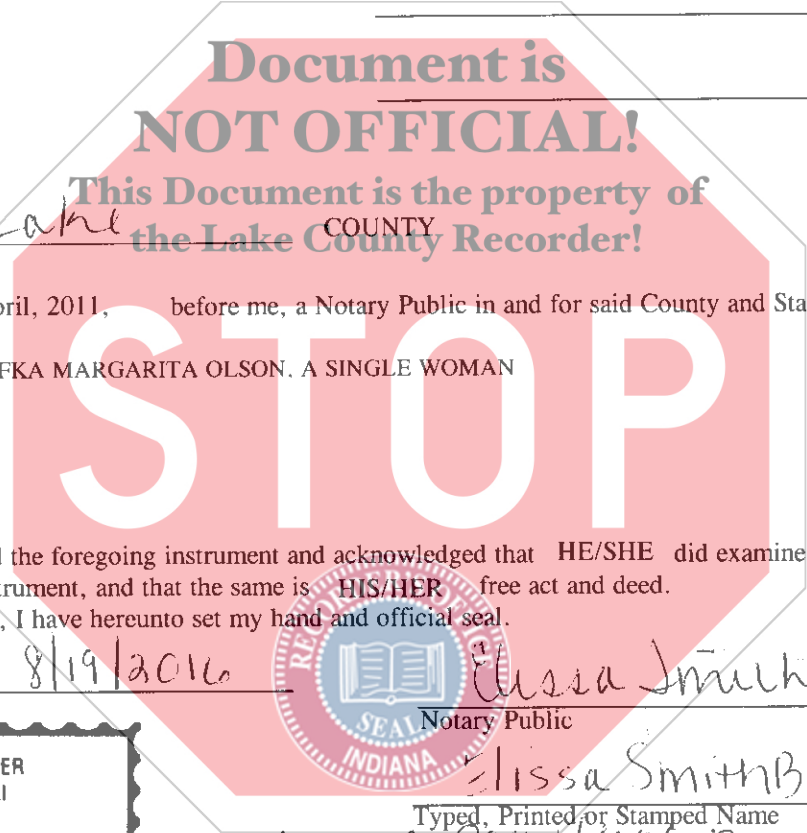 Document is
NOT OFFICIAL!
This Document is the property of
Lake COUNTY
the Lake County Recorder!
pril, 2011, before me, a Notary Public in and for said County and Sta
FKA MARGARITA OLSON, A SINGLE WOMAN
STOP
the foregoing instrument and acknowledged that HE/SHE did examine
trument, and that the same is HIS/HER free act and deed.
, I have hereunto set my hand and official seal.
8/19/2016
Elissa Smith
Notary Public
SEAL
INDIANA
ER
Elissa Smith B
Typed, Printed or Stamped Name